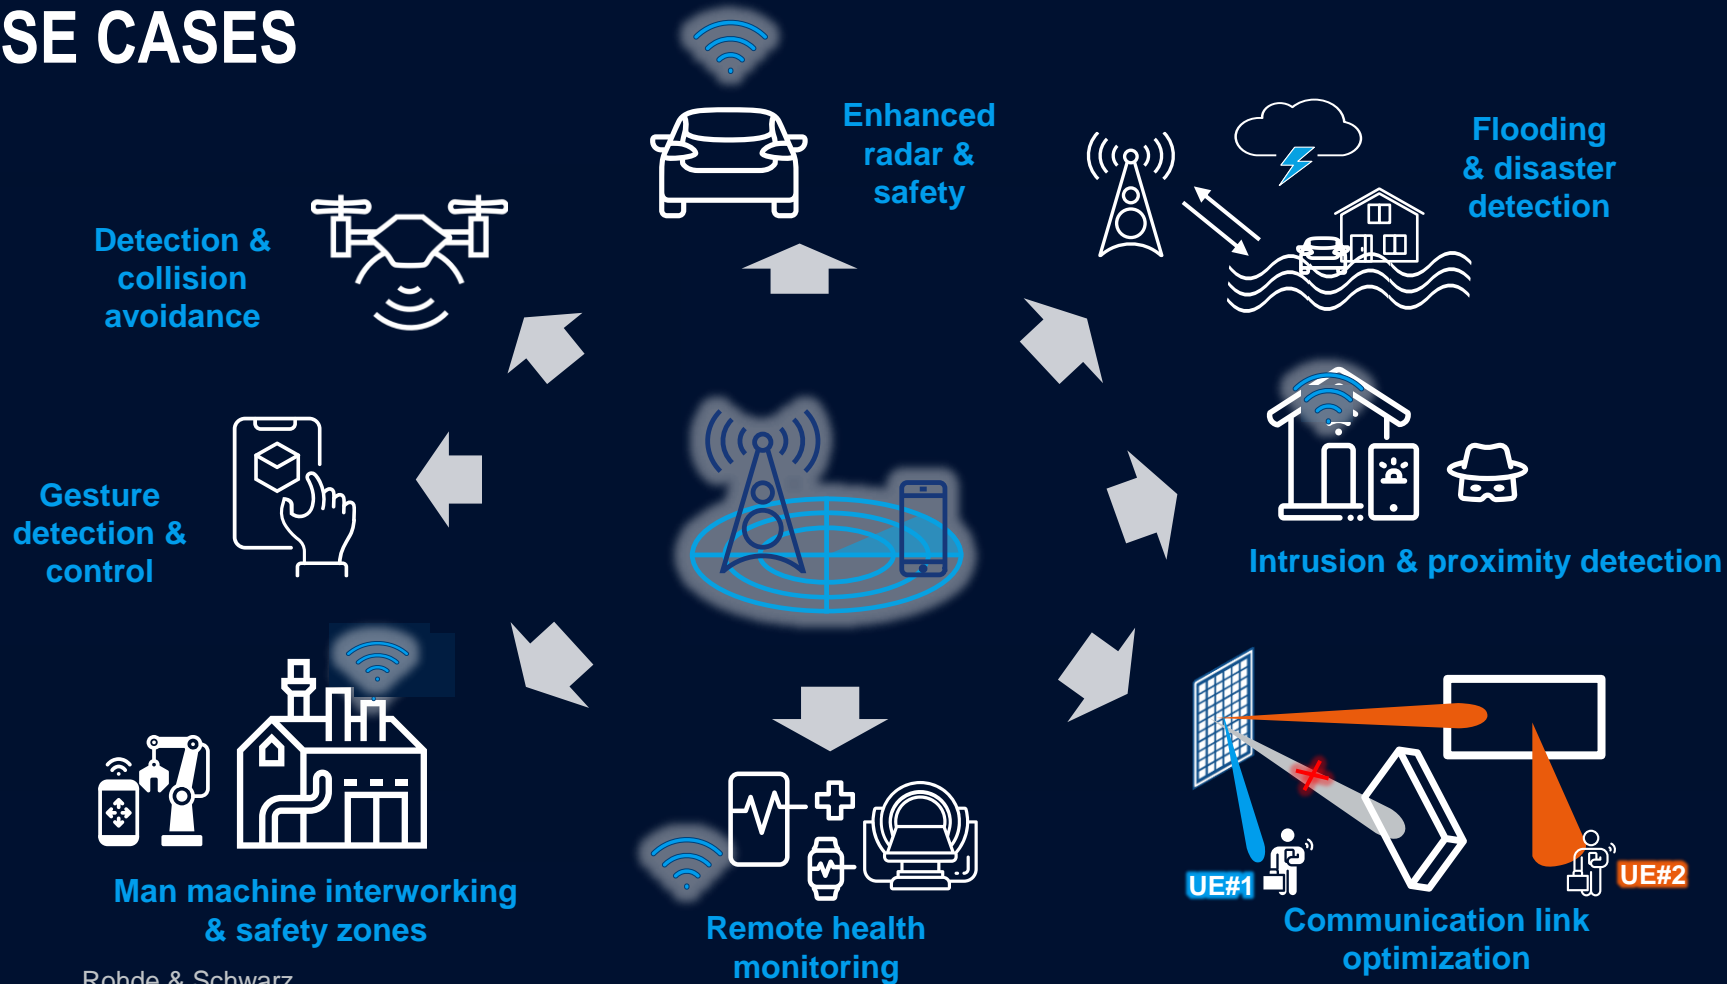 SE CASES
Enhanced
radar &
safety
Flooding
& disaster
detection
Detection &
collision
avoidance
Gesture
detection &
control
Intrusion & proximity detection
Man machine interworking
& safety zones
Remote health
monitoring
UE#1
UE#2
Communication link
optimization
Rohde & Schwarz